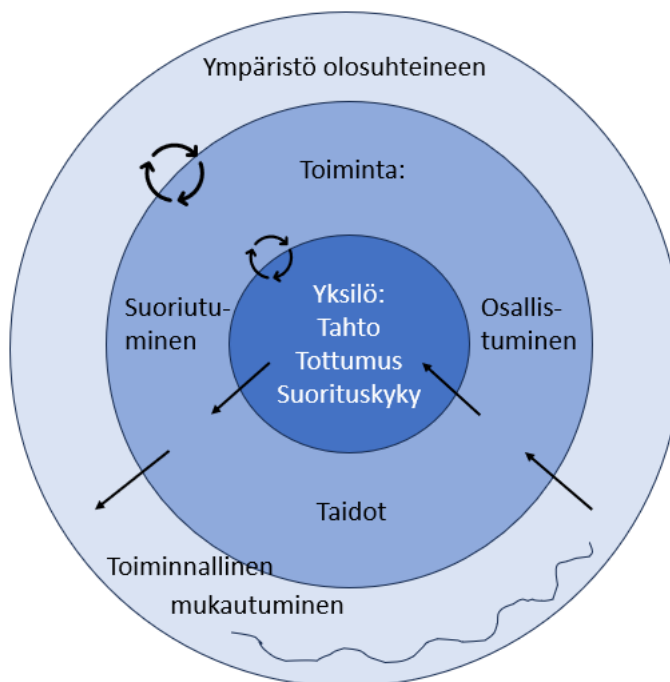 Ympäristö olosuhteineen
Toiminta:
Yksilö:
Tahto
Tottumus
Suorituskyky
Suoriutu-
minen
Osallis-
tuminen
Taidot
Toiminnallinen
mukautuminen